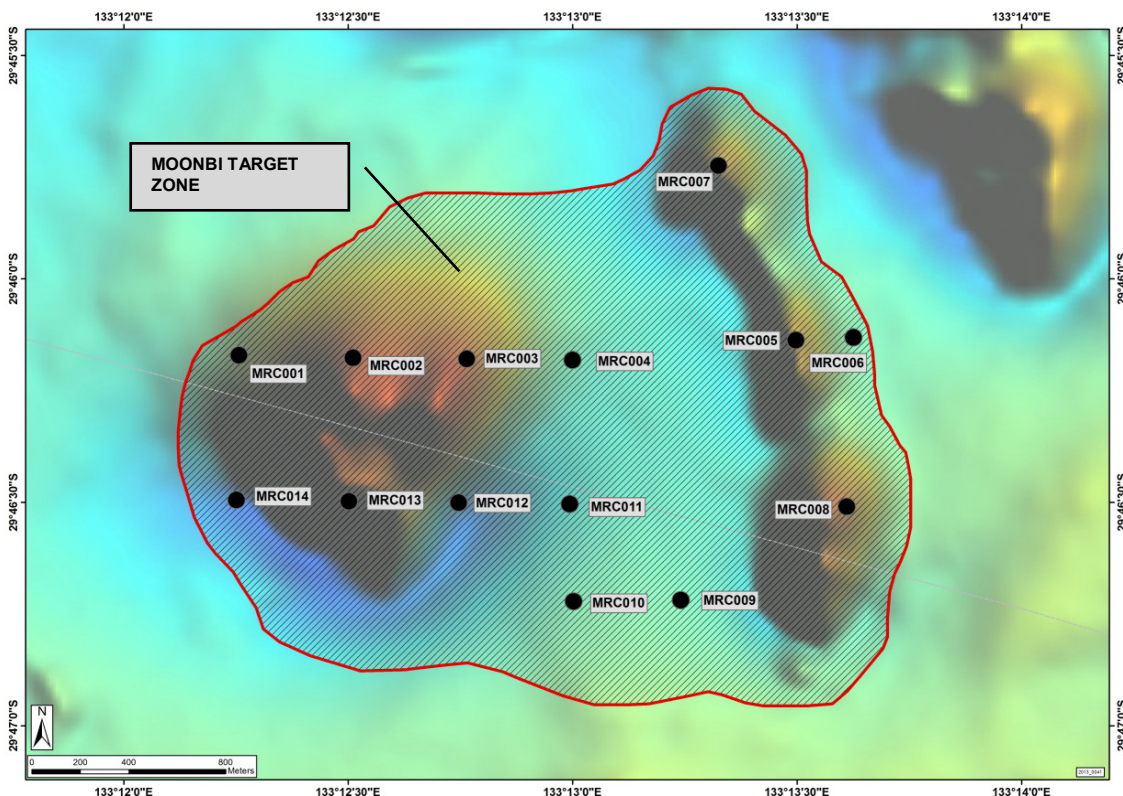 133°12'0"E 133°12'30"E 133°13'0"E 133°13'30"E 133°14'0"E
29°45'30"S 29°45'30"S
MOONBI TARGET
ZONE
MRC007
29°46'0"S 29°46'0"S
MRC005
MRC006
MRC001
MRC002
MRC003
MRC004
29°46'30"S 29°46'30"S
MRC014
MRC013
MRC012
MRC011
MRC008
MRC010
MRC009
29°47'0"S 29°47'0"S
N
0 200 400 800
Meters
2013_0041
133°12'0"E 133°12'30"E 133°13'0"E 133°13'30"E 133°14'0"E